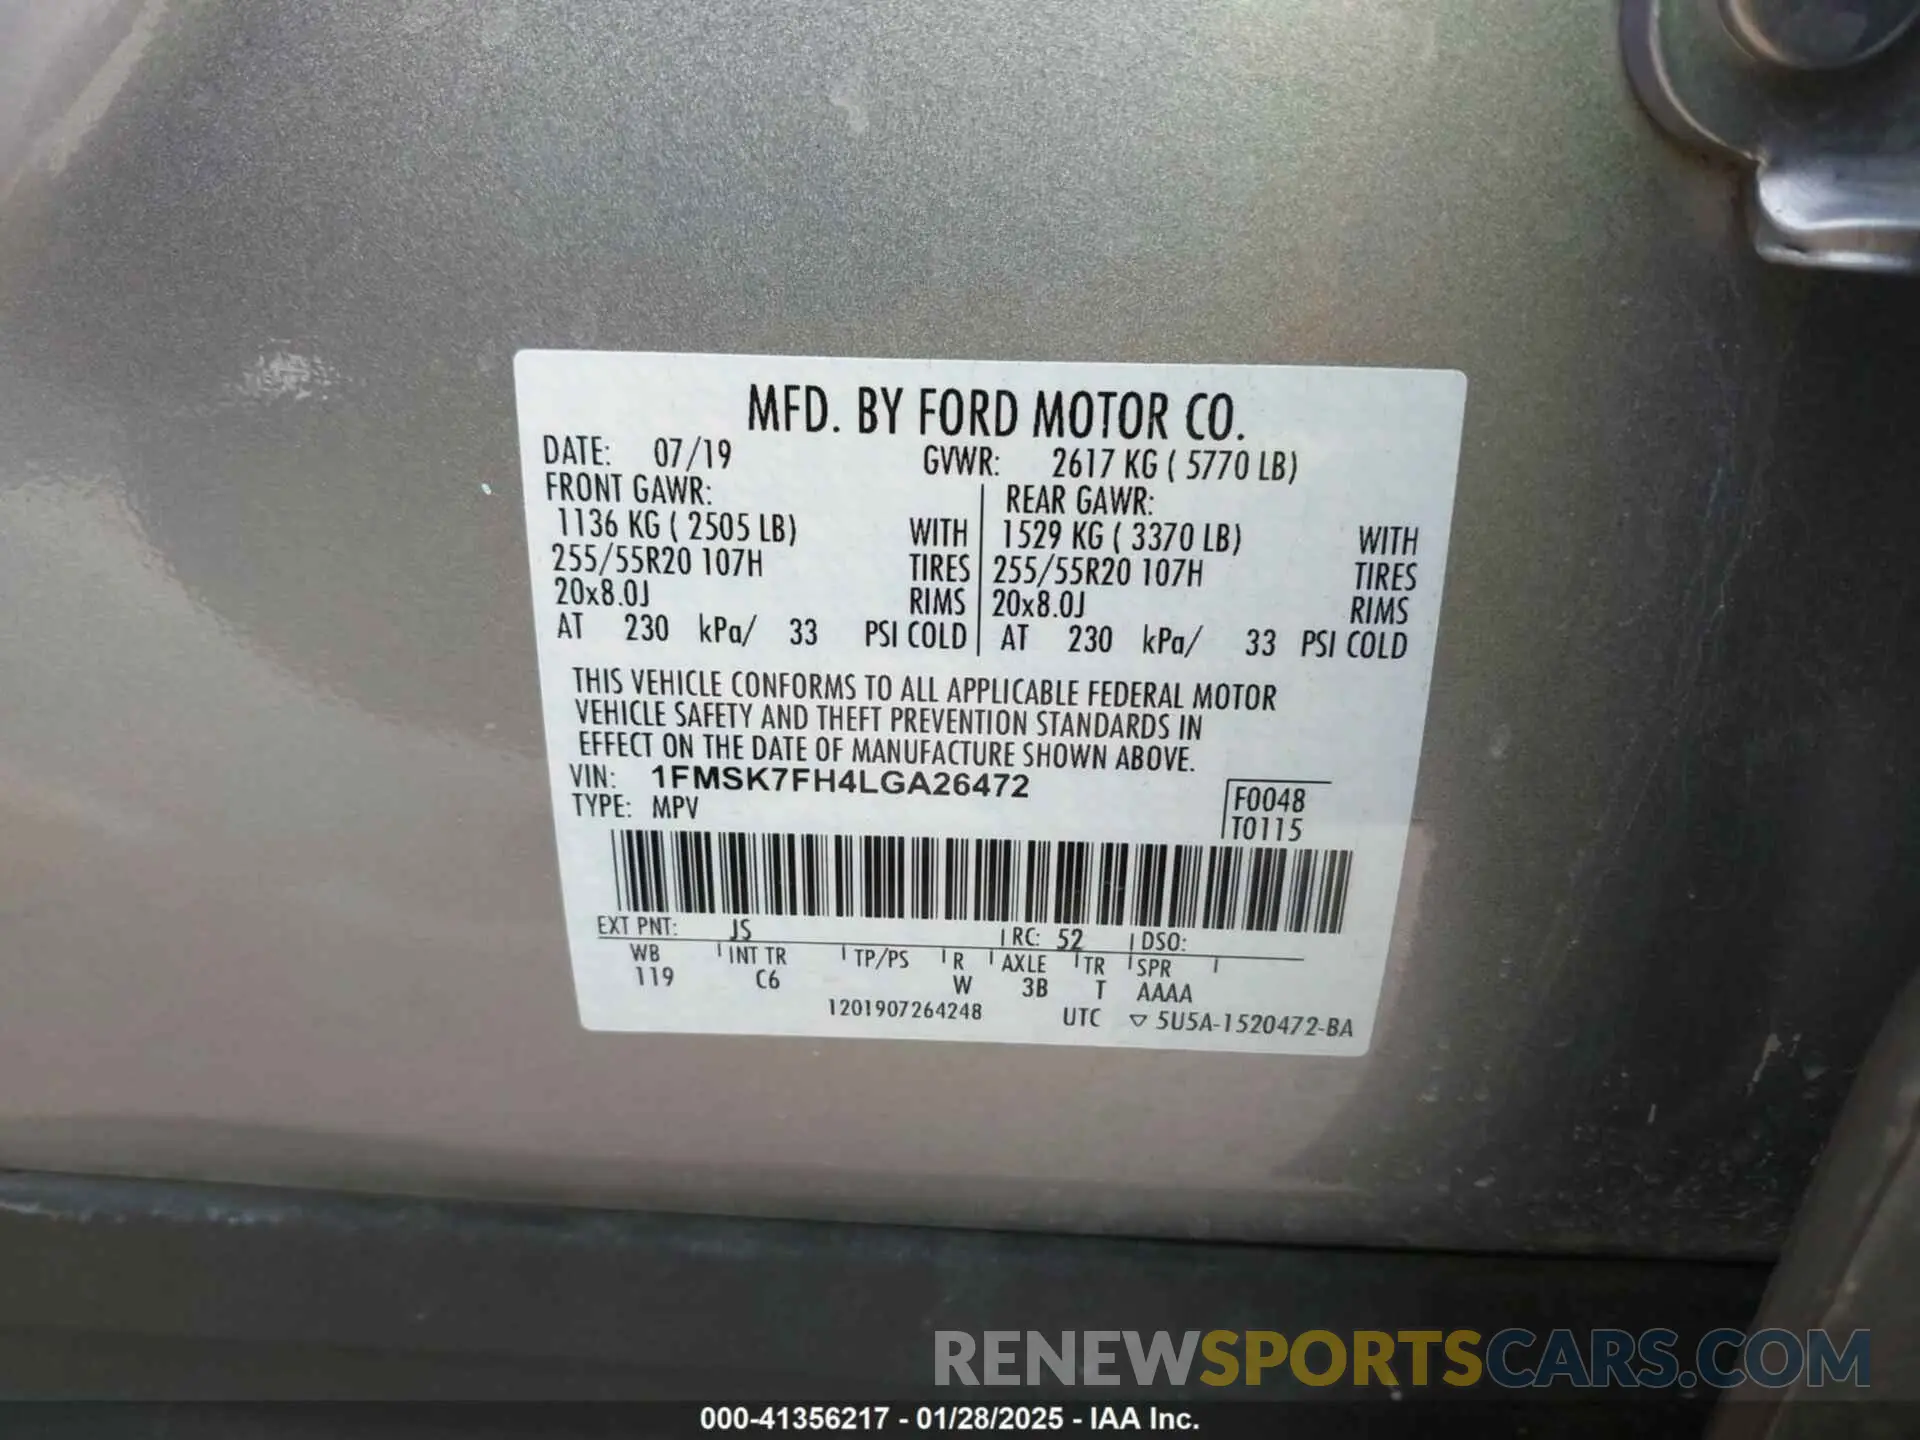 MFD. BY FORD MOTOR CO.
DATE: 07/19 GVWR: 2617 KG ( 5770 LB)
FRONT GAWR: REAR GAWR:
1136 KG ( 2505 LB) WITH 1529 KG ( 3370 LB) WITH
255/55R20 107H TIRES 255/55R20 107H TIRES
20x8.0J RIMS 20x8.0J RIMS
AT 230 kPa/ 33 PSI COLD AT 230 kPa/ 33 PSI COLD
THIS VEHICLE CONFORMS TO ALL APPLICABLE FEDERAL MOTOR
VEHICLE SAFETY AND THEFT PREVENTION STANDARDS IN
EFFECT ON THE DATE OF MANUFACTURE SHOWN ABOVE.
VIN: 1FMSK7FH4LGA26472
TYPE: MPV
F0048
T0115
EXT PNT: JS RC: 52 DSO:
WB INT TR TP/PS R AXLE TR SPR
119 C6 W 3B T AAAA
1201907264248 UTC ▽ 5U5A-1520472-BA
RENEWSPORTSCARS.COM
000-41356217 - 01/28/2025 - IAA Inc.